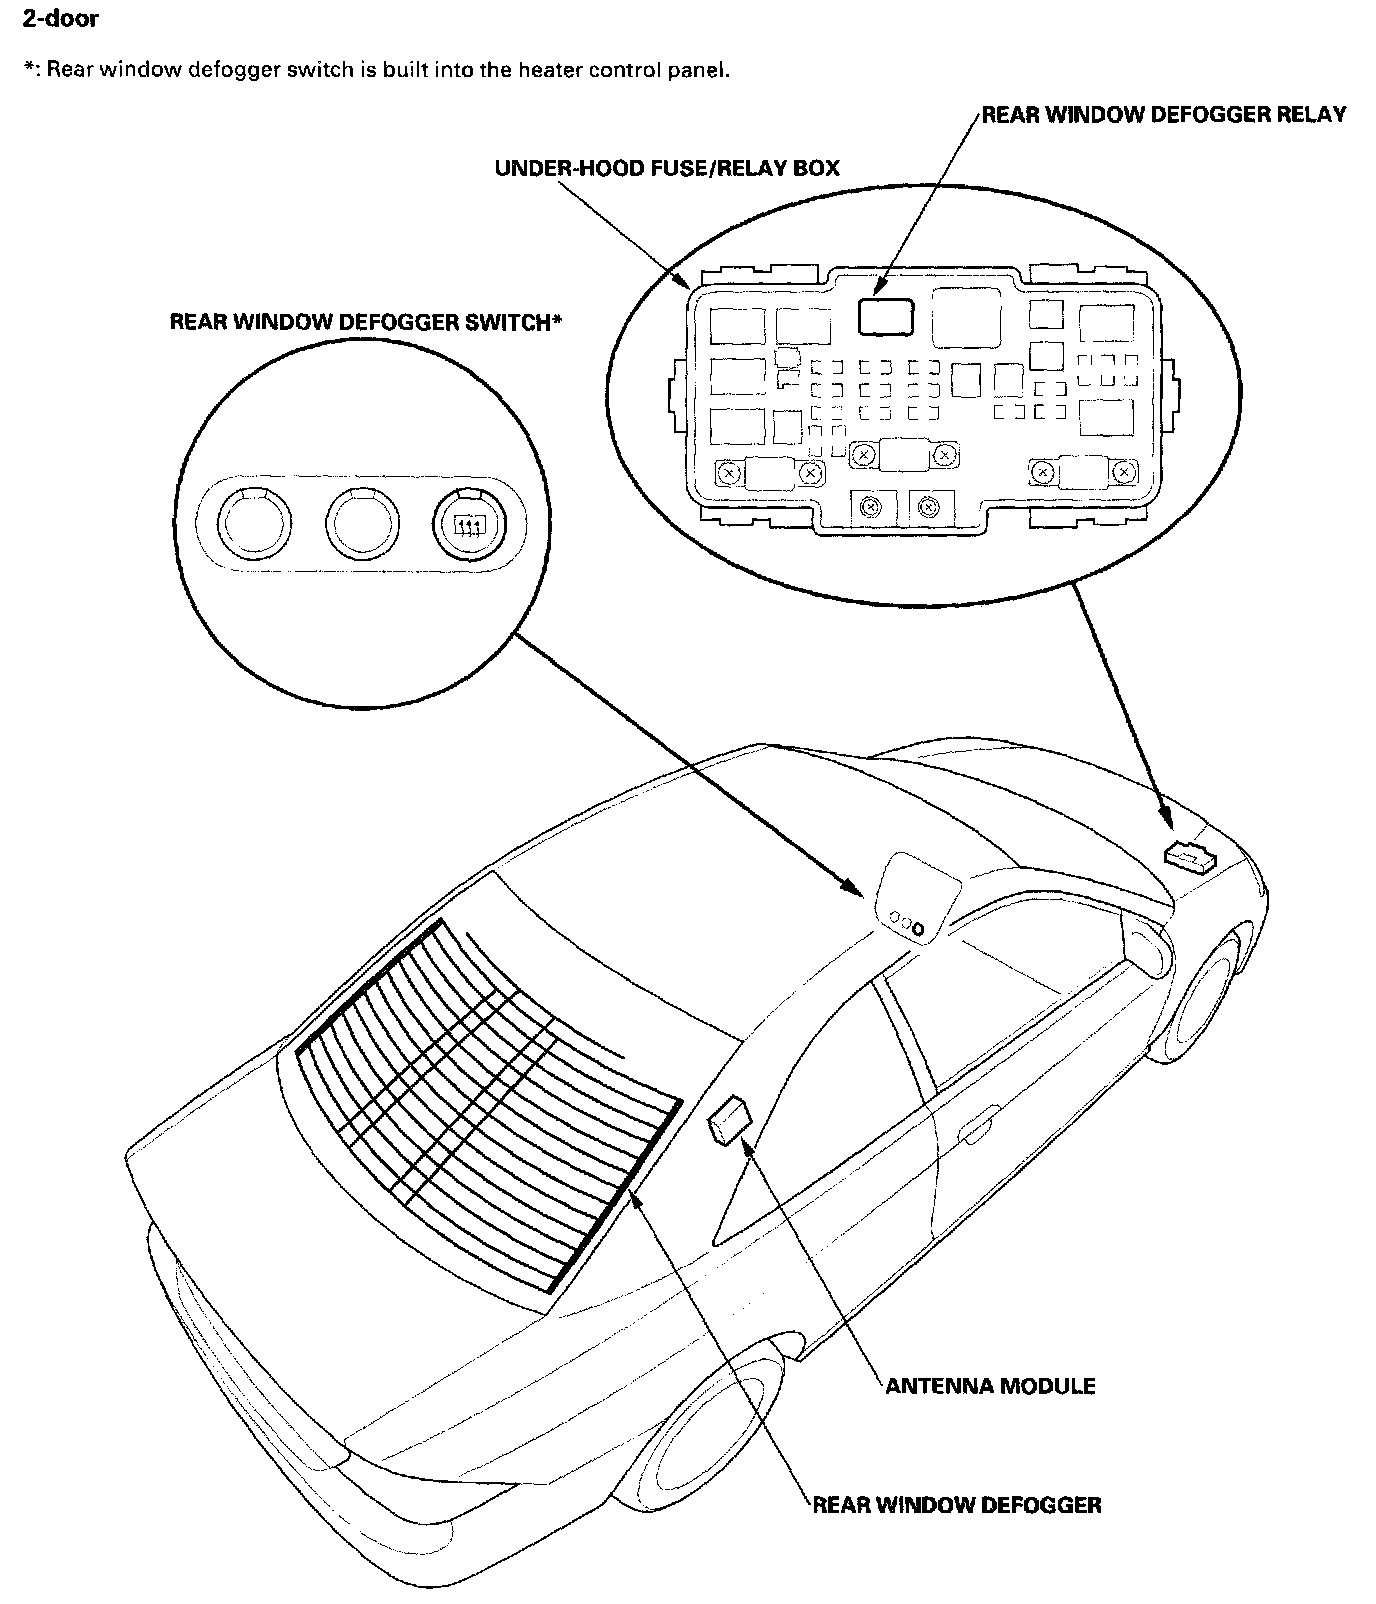 2-door
*: Rear window defogger switch is built into the heater control panel.
REAR WINDOW DEFOGGER RELAY
UNDER-HOOD FUSE/RELAY BOX
REAR WINDOW DEFOGGER SWITCH*
ANTENNA MODULE
REAR WINDOW DEFOGGER